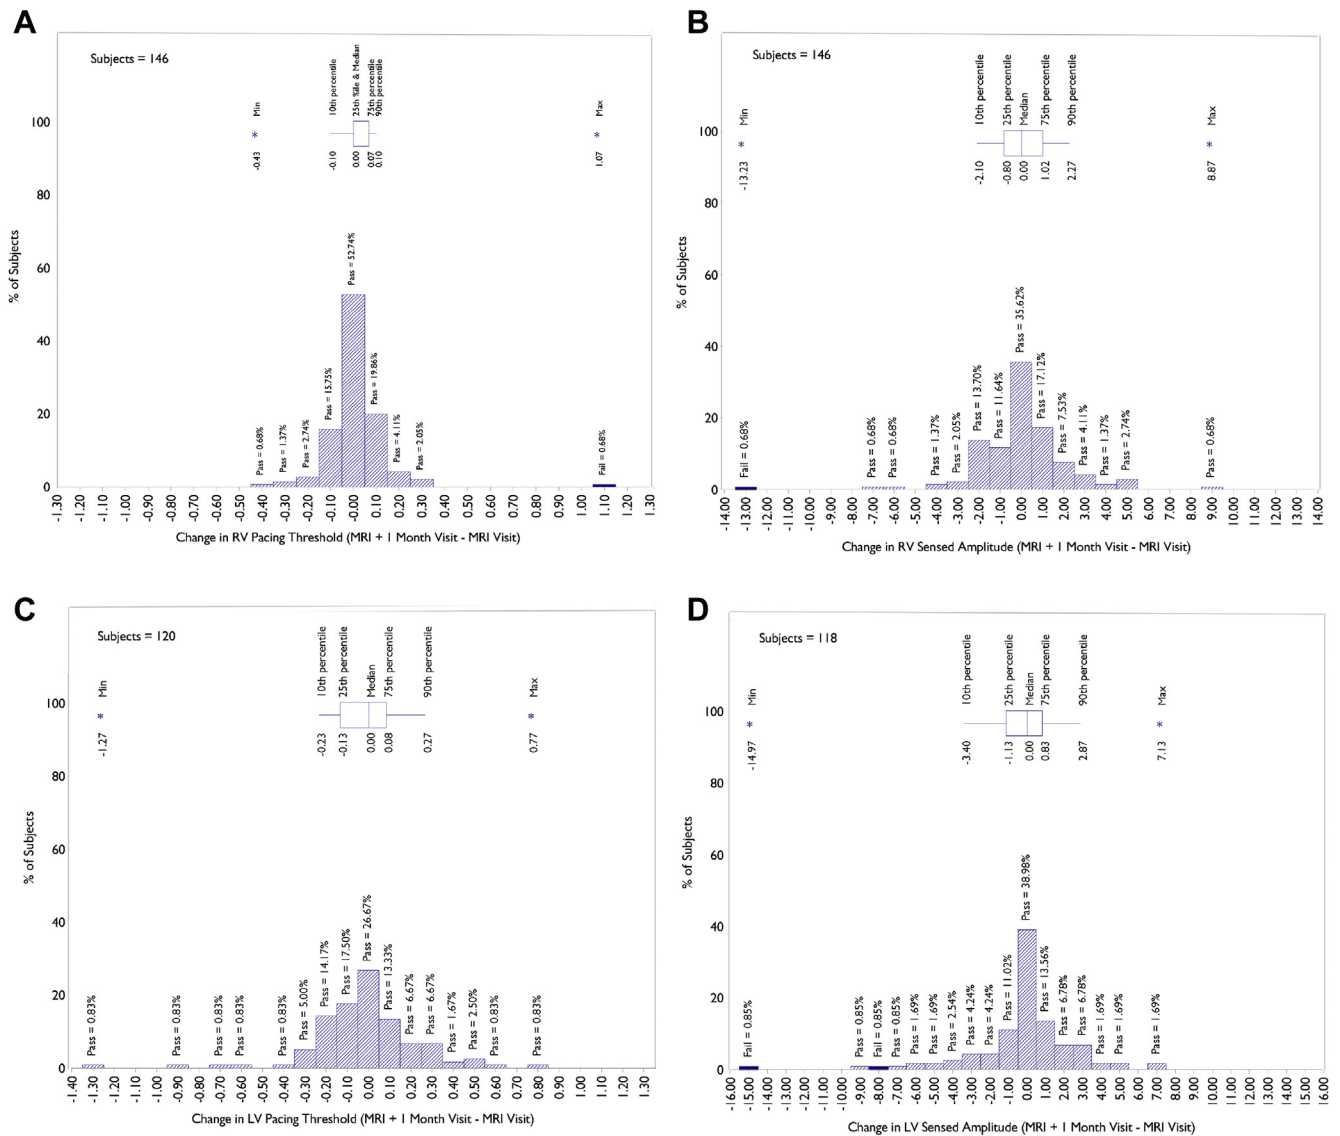 A
Subjects = 146
Min
10th percentile
25th %ile & Median
75th percentile
90th percentile
Max
-0.43
-0.10
0.00
0.07
0.10
1.07
% of Subjects
100
80
60
40
20
0
Pass = 0.68%
Pass = 1.37%
Pass = 2.74%
Pass = 15.75%
Pass = 52.74%
Pass = 19.86%
Pass = 4.11%
Pass = 2.05%
Fail = 0.68%
-1.30 -1.20 -1.10 -1.00 -0.90 -0.80 -0.70 -0.60 -0.50 -0.40 -0.30 -0.20 -0.10 -0.00 0.10 0.20 0.30 0.40 0.50 0.60 0.70 0.80 0.90 1.00 1.10 1.20 1.30
Change in RV Pacing Threshold (MRI + 1 Month Visit - MRI Visit)
B
Subjects = 146
Min
10th percentile
25th percentile
Median
75th percentile
90th percentile
Max
-13.23
-2.10
-0.80
0.00
1.02
2.27
8.87
% of Subjects
100
80
60
40
20
0
Fail = 0.68%
Pass = 0.68%
Pass = 0.68%
Pass = 1.37%
Pass = 2.05%
Pass = 13.70%
Pass = 11.64%
Pass = 35.62%
Pass = 17.12%
Pass = 7.53%
Pass = 4.11%
Pass = 1.37%
Pass = 2.74%
Pass = 0.68%
-14.00 -13.00 -12.00 -11.00 -10.00 -9.00 -8.00 -7.00 -6.00 -5.00 -4.00 -3.00 -2.00 -1.00 0.00 1.00 2.00 3.00 4.00 5.00 6.00 7.00 8.00 9.00 10.00 11.00 12.00 13.00 14.00
Change in RV Sensed Amplitude (MRI + 1 Month Visit - MRI Visit)
C
Subjects = 120
Min
10th percentile
25th percentile
Median
75th percentile
90th percentile
Max
-1.27
-0.23
-0.13
0.00
0.08
0.27
0.77
% of Subjects
100
80
60
40
20
0
Pass = 0.83%
Pass = 0.83%
Pass = 0.83%
Pass = 0.83%
Pass = 0.83%
Pass = 5.00%
Pass = 14.17%
Pass = 17.50%
Pass = 26.67%
Pass = 13.33%
Pass = 6.67%
Pass = 6.67%
Pass = 1.67%
Pass = 2.50%
Pass = 0.83%
Pass = 0.83%
-1.40 -1.30 -1.20 -1.10 -1.00 -0.90 -0.80 -0.70 -0.60 -0.50 -0.40 -0.30 -0.20 -0.10 0.00 0.10 0.20 0.30 0.40 0.50 0.60 0.70 0.80 0.90 1.00 1.10 1.20 1.30
Change in LV Pacing Threshold (MRI + 1 Month Visit - MRI Visit)
D
Subjects = 118
Min
10th percentile
25th percentile
Median
75th percentile
90th percentile
Max
-14.97
-3.40
-1.13
0.00
0.83
2.87
7.13
% of Subjects
100
80
60
40
20
0
Fail = 0.85%
Pass = 0.85%
Fail = 0.85%
Pass = 0.85%
Pass = 1.69%
Pass = 1.69%
Pass = 2.54%
Pass = 4.24%
Pass = 4.24%
Pass = 11.02%
Pass = 38.98%
Pass = 13.56%
Pass = 6.78%
Pass = 6.78%
Pass = 1.69%
Pass = 1.69%
Pass = 1.69%
-16.00 -15.00 -14.00 -13.00 -12.00 -11.00 -10.00 -9.00 -8.00 -7.00 -6.00 -5.00 -4.00 -3.00 -2.00 -1.00 0.00 1.00 2.00 3.00 4.00 5.00 6.00 7.00 8.00 9.00 10.00 11.00 12.00 13.00 14.00 15.00 16.00
Change in LV Sensed Amplitude (MRI + 1 Month Visit - MRI Visit)